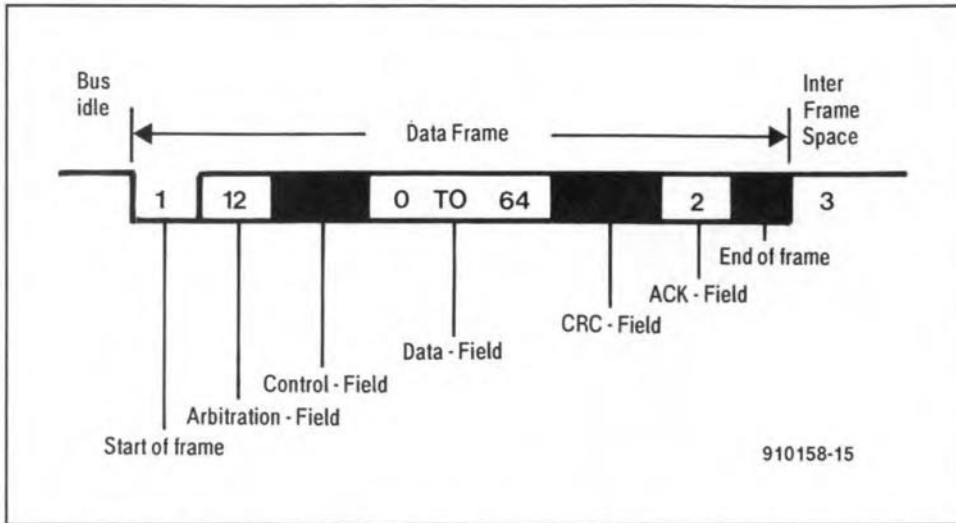 Bus
idle
Inter
Frame
Space
Data Frame
1 12 0 TO 64 2 3
End of frame
ACK - Field
CRC - Field
Data - Field
Control - Field
Arbitration - Field
Start of frame
910158-15